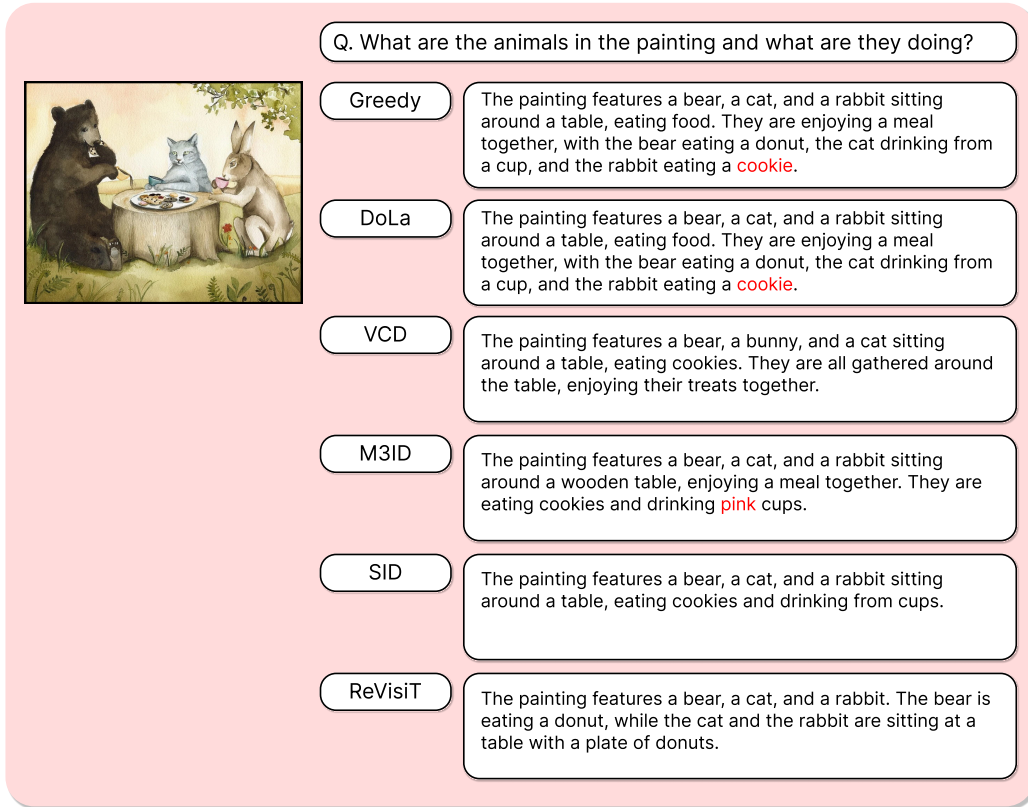 Q. What are the animals in the painting and what are they doing?
Greedy
The painting features a bear, a cat, and a rabbit sitting
around a table, eating food. They are enjoying a meal
together, with the bear eating a donut, the cat drinking from
a cup, and the rabbit eating a cookie.
DoLa
The painting features a bear, a cat, and a rabbit sitting
around a table, eating food. They are enjoying a meal
together, with the bear eating a donut, the cat drinking from
a cup, and the rabbit eating a cookie.
VCD
The painting features a bear, a bunny, and a cat sitting
around a table, eating cookies. They are all gathered around
the table, enjoying their treats together.
M3ID
The painting features a bear, a cat, and a rabbit sitting
around a wooden table, enjoying a meal together. They are
eating cookies and drinking pink cups.
SID
The painting features a bear, a cat, and a rabbit sitting
around a table, eating cookies and drinking from cups.
ReVisiT
The painting features a bear, a cat, and a rabbit. The bear is
eating a donut, while the cat and the rabbit are sitting at a
table with a plate of donuts.